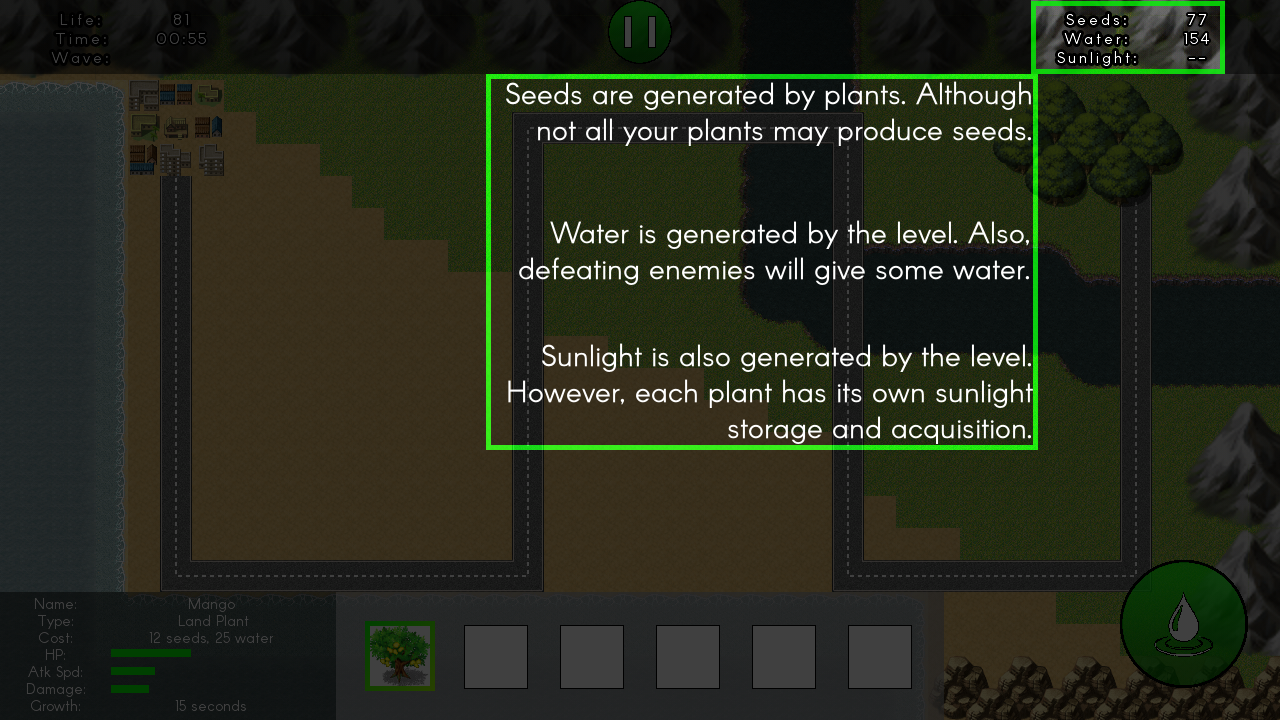 Life: 81
Time: 00:55
Wave:
Seeds: 77
Water: 154
Sunlight: --
Seeds are generated by plants. Although
not all your plants may produce seeds.
Water is generated by the level. Also,
defeating enemies will give some water.
Sunlight is also generated by the level.
However, each plant has its own sunlight
storage and acquisition.
Name: Mango
Type: Land Plant
Cost: 12 seeds, 25 water
HP:
Atk Spd:
Damage:
Growth: 15 seconds